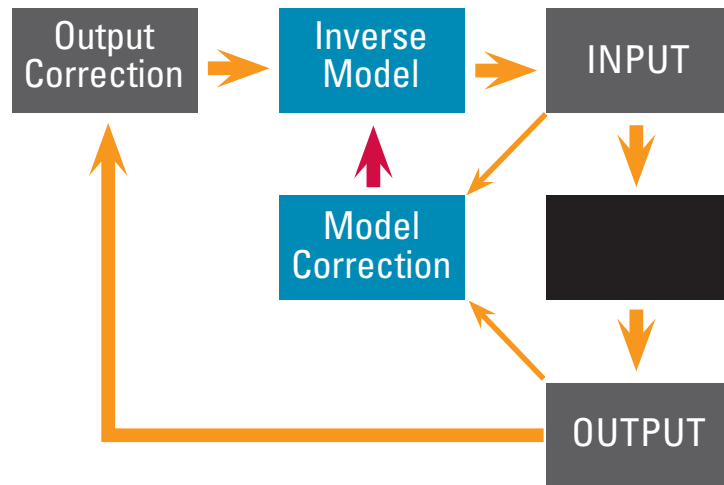 Output
Correction
Inverse
Model
INPUT
Model
Correction
OUTPUT